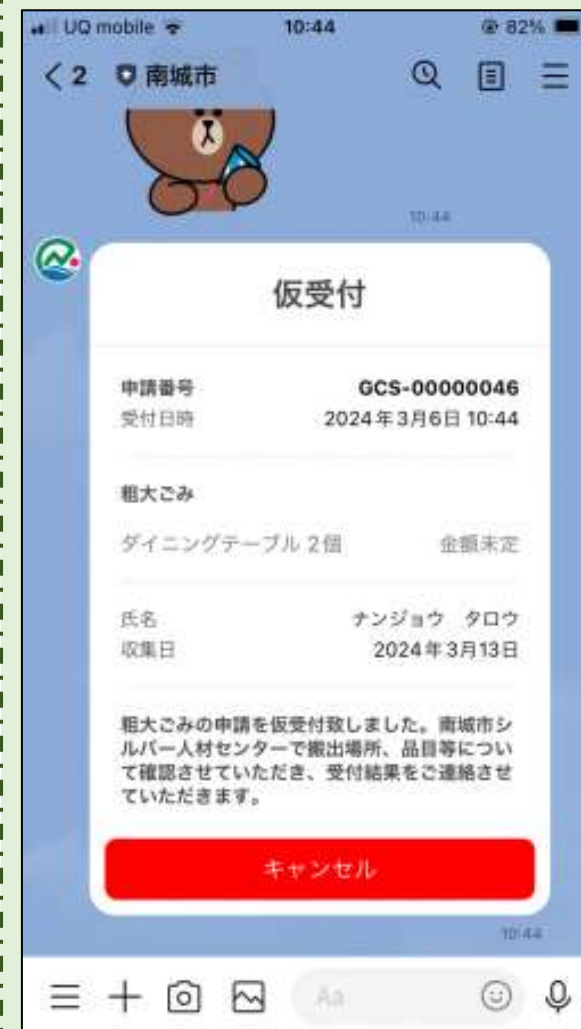 UQ mobile 10:44 82%
2 南城市
10:44
仮受付
申請番号 GCS-00000046
受付日時 2024年3月6日 10:44
粗大ごみ
ダイニングテーブル 2個 金額未定
氏名 ナンジョウ タロウ
収集日 2024年3月13日
粗大ごみの申請を仮受付致しました。南城市シ
ルバー人材センターで搬出場所、品目等につい
て確認させていただき、受付結果をご連絡させ
ていただきます。
キャンセル
10:44
Aa